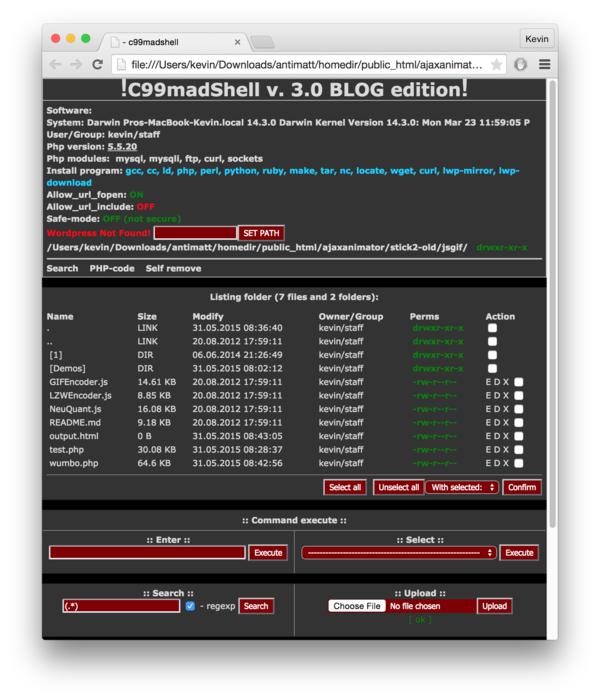 - c99madshell
Kevin
file:///Users/kevin/Downloads/antimatt/homedir/public_html/ajaxanimat...
!C99madShell v. 3.0 BLOG edition!
Software:
System: Darwin Pros-MacBook-Kevin.local 14.3.0 Darwin Kernel Version 14.3.0: Mon Mar 23 11:59:05 P
User/Group: kevin/staff
Php version: 5.5.20
Php modules: mysql, mysqli, ftp, curl, sockets
Install program: gcc, cc, ld, php, perl, python, ruby, make, tar, nc, locate, wget, curl, lwp-mirror, lwp-
download
Allow_url_fopen: ON
Allow_url_include: OFF
Safe-mode: OFF (not secure)
Wordpress Not Found! SET PATH
/Users/kevin/Downloads/antimatt/homedir/public_html/ajaxanimator/stick2-old/jsgif/ drwxr-xr-x
Search PHP-code Self remove
Listing folder (7 files and 2 folders):
Name Size Modify Owner/Group Perms Action
. LINK 31.05.2015 08:36:40 kevin/staff drwxr-xr-x
.. LINK 20.08.2012 17:59:11 kevin/staff drwxr-xr-x
[1] DIR 06.06.2014 21:26:49 kevin/staff drwxr-xr-x
[Demos] DIR 31.05.2015 08:02:12 kevin/staff drwxr-xr-x
GIFEncoder.js 14.61 KB 20.08.2012 17:59:11 kevin/staff -rw-r--r-- E D X
LZWEncoder.js 8.85 KB 20.08.2012 17:59:11 kevin/staff -rw-r--r-- E D X
NeuQuant.js 16.08 KB 20.08.2012 17:59:11 kevin/staff -rw-r--r-- E D X
README.md 9.18 KB 20.08.2012 17:59:11 kevin/staff -rw-r--r-- E D X
output.html 0 B 31.05.2015 08:43:05 kevin/staff -rw-r--r-- E D X
test.php 30.08 KB 31.05.2015 08:28:37 kevin/staff -rw-r--r-- E D X
wumbo.php 64.6 KB 31.05.2015 08:42:56 kevin/staff -rw-r--r-- E D X
Select all Unselect all With selected: Confirm
:: Command execute ::
:: Enter :: :: Select ::
Execute ----------------------------------------------------------- Execute
:: Search :: :: Upload ::
(.*) - regexp Search Choose File No file chosen Upload
[ ok ]